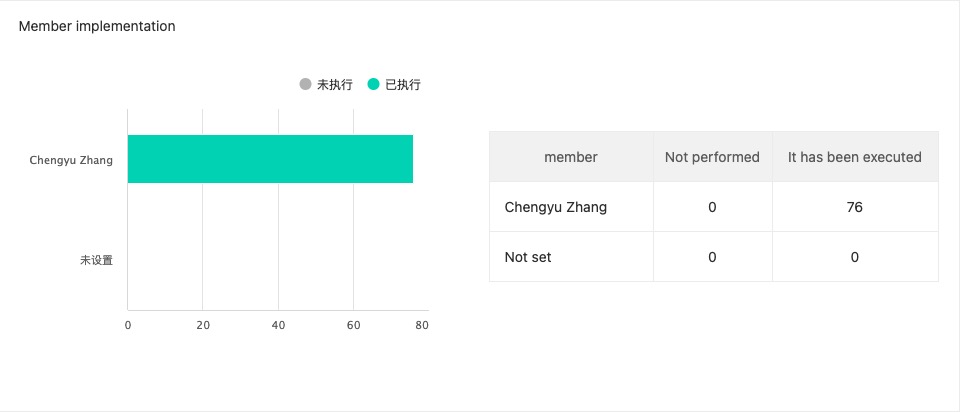 Member implementation
未执行 已执行
Chengyu Zhang
未设置
0 20 40 60 80
member Not performed It has been executed
Chengyu Zhang 0 76
Not set 0 0